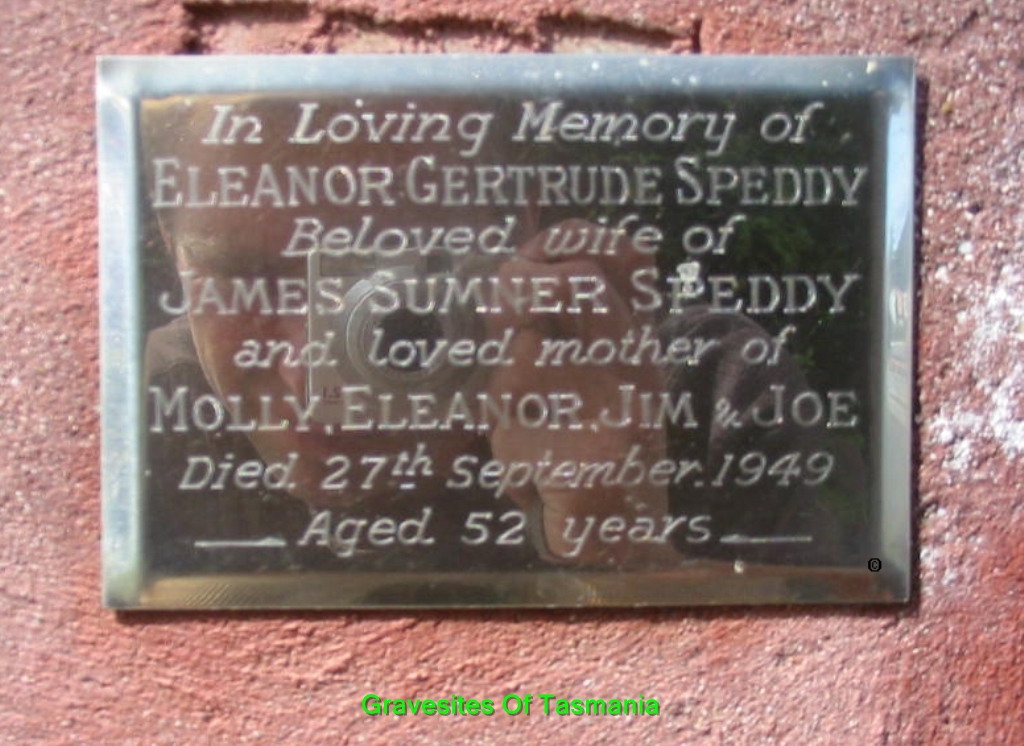 In Loving Memory of
ELEANOR GERTRUDE SPEDDY
Beloved wife of
JAMES SUMNER SPEDDY
and loved mother of
MOLLY, ELEANOR, JIM & JOE
Died 27th September. 1949
Aged 52 years
©
Gravesites Of Tasmania